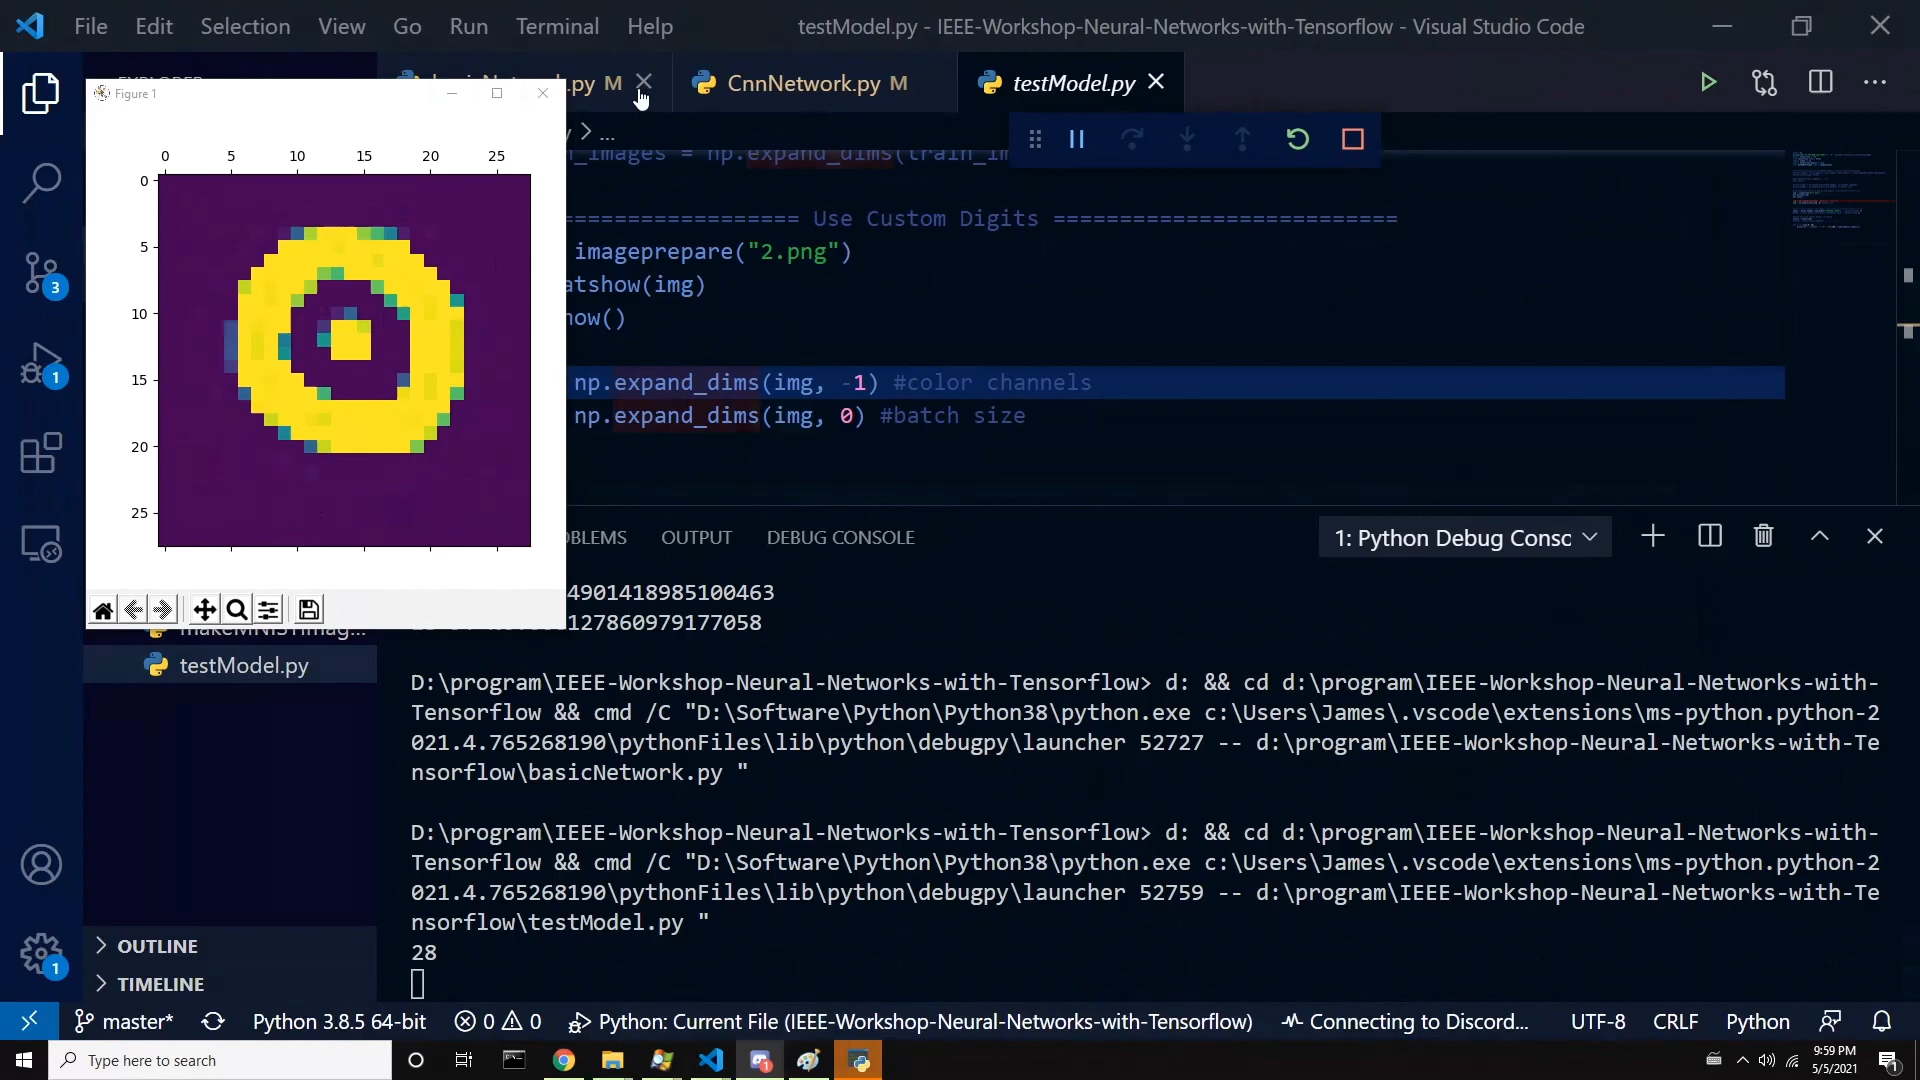 File Edit Selection View Go Run Terminal Help testModel.py - IEEE-Workshop-Neural-Networks-with-Tensorflow - Visual Studio Code
.py M CnnNetwork.py M testModel.py
Figure 1
0 5 10 15 20 25
0
5
10
15
20
25
_images = np.expand_dims(train_im
================== Use Custom Digits ==========================
imageprepare("2.png")
atshow(img)
how()
np.expand_dims(img, -1) #color channels
np.expand_dims(img, 0) #batch size
OBLEMS OUTPUT DEBUG CONSOLE 1: Python Debug Consc
4901418985100463
127860979177058
testModel.py
D:\program\IEEE-Workshop-Neural-Networks-with-Tensorflow> d: && cd d:\program\IEEE-Workshop-Neural-Networks-with-
Tensorflow && cmd /C "D:\Software\Python\Python38\python.exe c:\Users\James\.vscode\extensions\ms-python.python-2
021.4.765268190\pythonFiles\lib\python\debugpy\launcher 52727 -- d:\program\IEEE-Workshop-Neural-Networks-with-Te
nsorflow\basicNetwork.py "
D:\program\IEEE-Workshop-Neural-Networks-with-Tensorflow> d: && cd d:\program\IEEE-Workshop-Neural-Networks-with-
Tensorflow && cmd /C "D:\Software\Python\Python38\python.exe c:\Users\James\.vscode\extensions\ms-python.python-2
021.4.765268190\pythonFiles\lib\python\debugpy\launcher 52759 -- d:\program\IEEE-Workshop-Neural-Networks-with-Te
nsorflow\testModel.py "
28
3
1
1
OUTLINE
TIMELINE
master* Python 3.8.5 64-bit 0 0 Python: Current File (IEEE-Workshop-Neural-Networks-with-Tensorflow) Connecting to Discord... UTF-8 CRLF Python
Type here to search
9:59 PM
5/5/2021